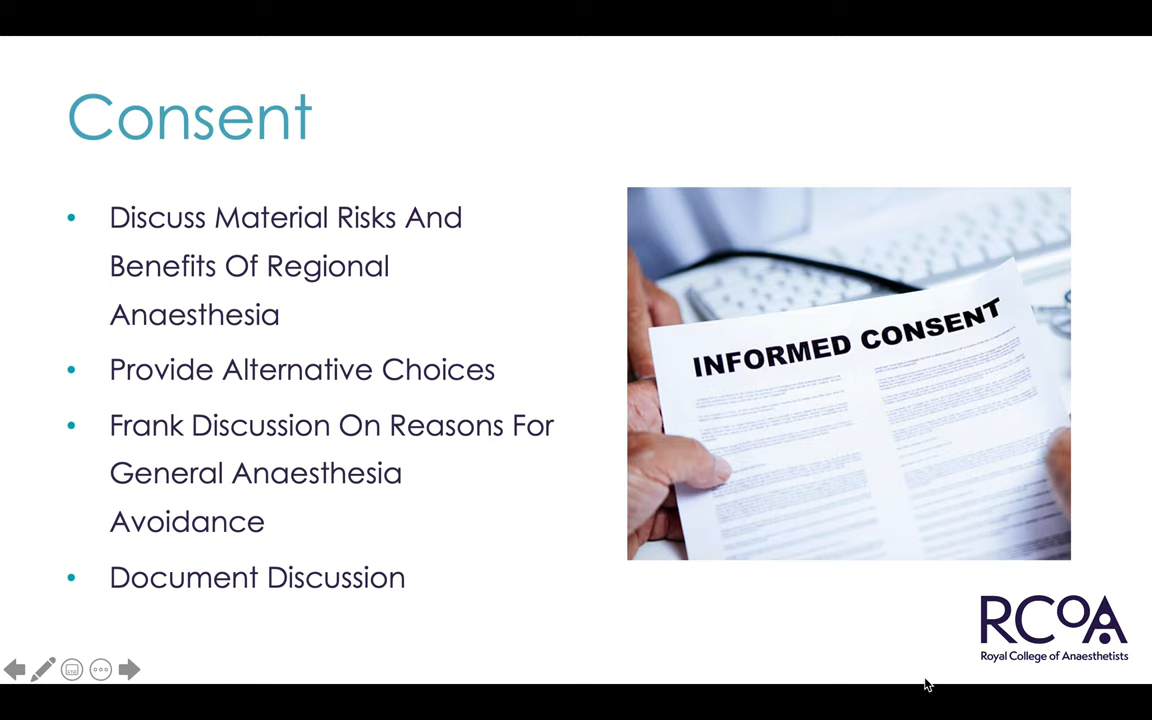 Consent
• Discuss Material Risks And
Benefits Of Regional
Anaesthesia
• Provide Alternative Choices
• Frank Discussion On Reasons For
General Anaesthesia
Avoidance
• Document Discussion
INFORMED CONSENT
RCoA
Royal College of Anaesthetists